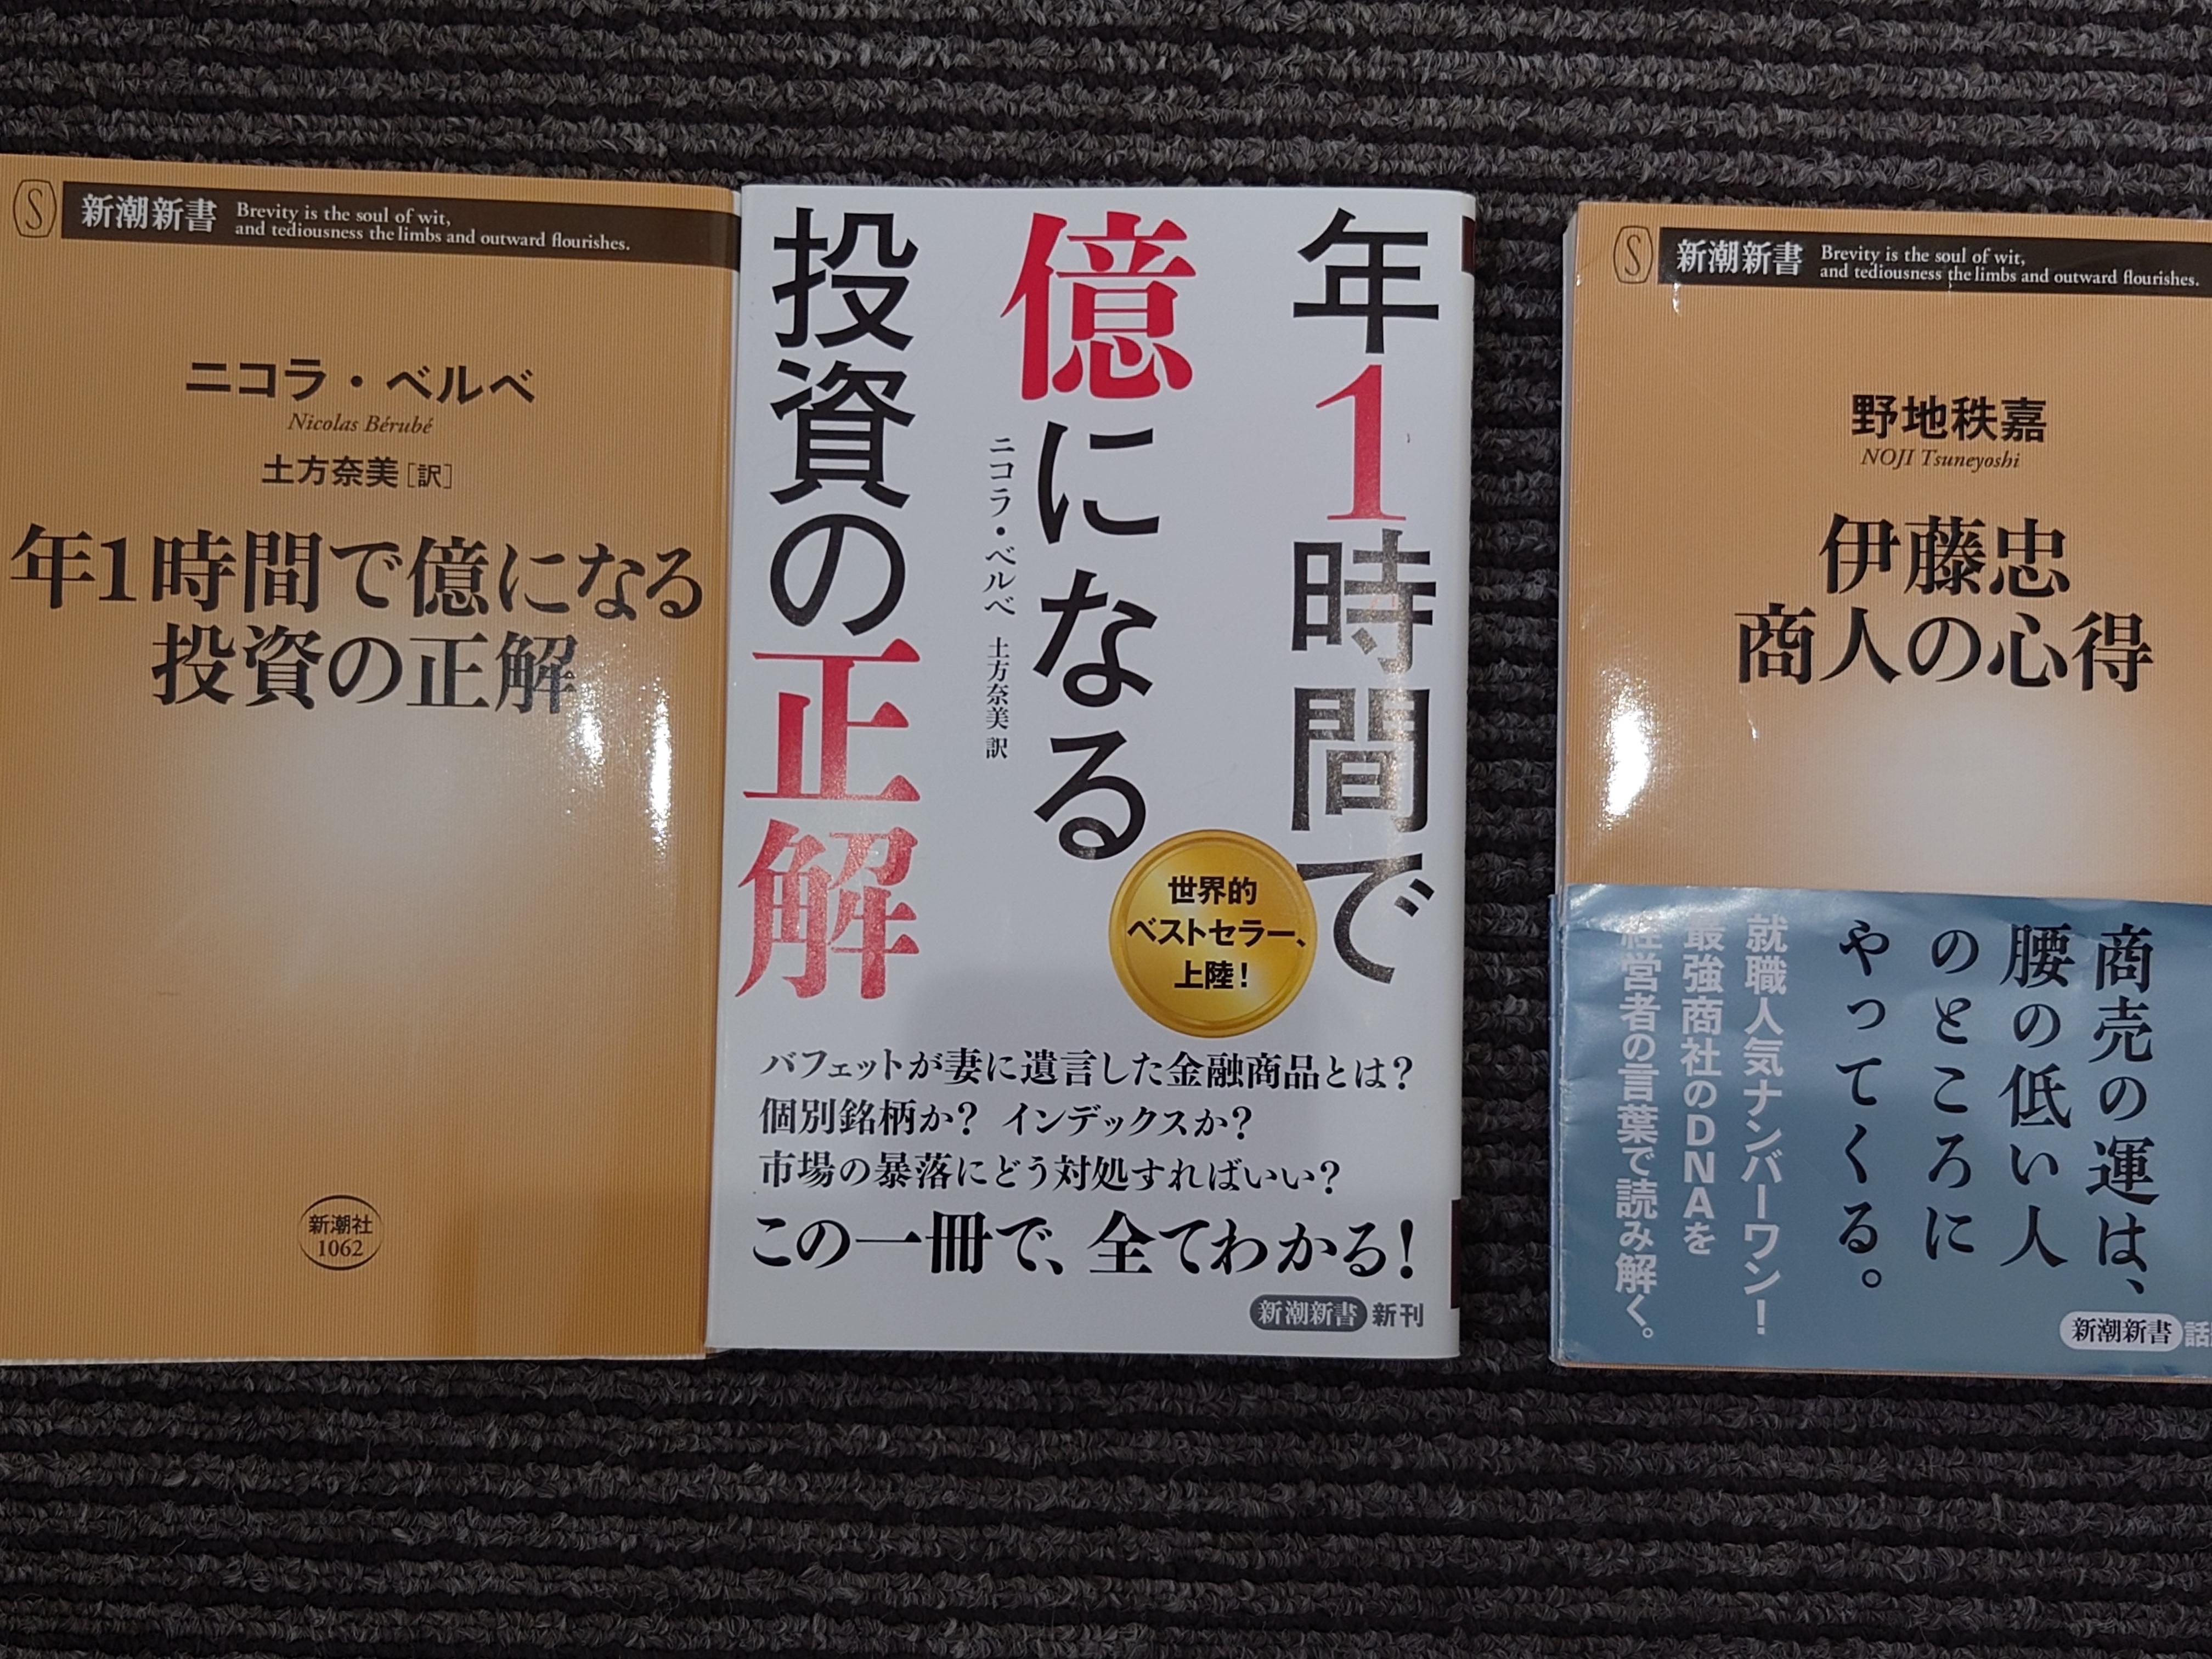 S
新潮新書
Brevity is the soul of wit,
and tediousness the limbs and outward flourishes.
ニコラ・ベルベ
Nicolas Bérubé
土方奈美［訳］
年1時間で億になる
投資の正解
新潮社
1062
年1時間で
億になる
投資の正解
ニコラ・ベルベ 土方奈美 訳
世界的
ベストセラー、
上陸！
バフェットが妻に遺言した金融商品とは？
個別銘柄か？ インデックスか？
市場の暴落にどう対処すればいい？
この一冊で、全てわかる！
新潮新書 新刊
S
新潮新書
Brevity is the soul of wit,
and tediousness the limbs and outward flourishes.
野地秩嘉
NOJI Tsuneyoshi
伊藤忠
商人の心得
商売の運は、
腰の低い人
のところに
やってくる。
就職人気ナンバーワン！
最強商社のDNAを
経営者の言葉で読み解く。
新潮新書 話